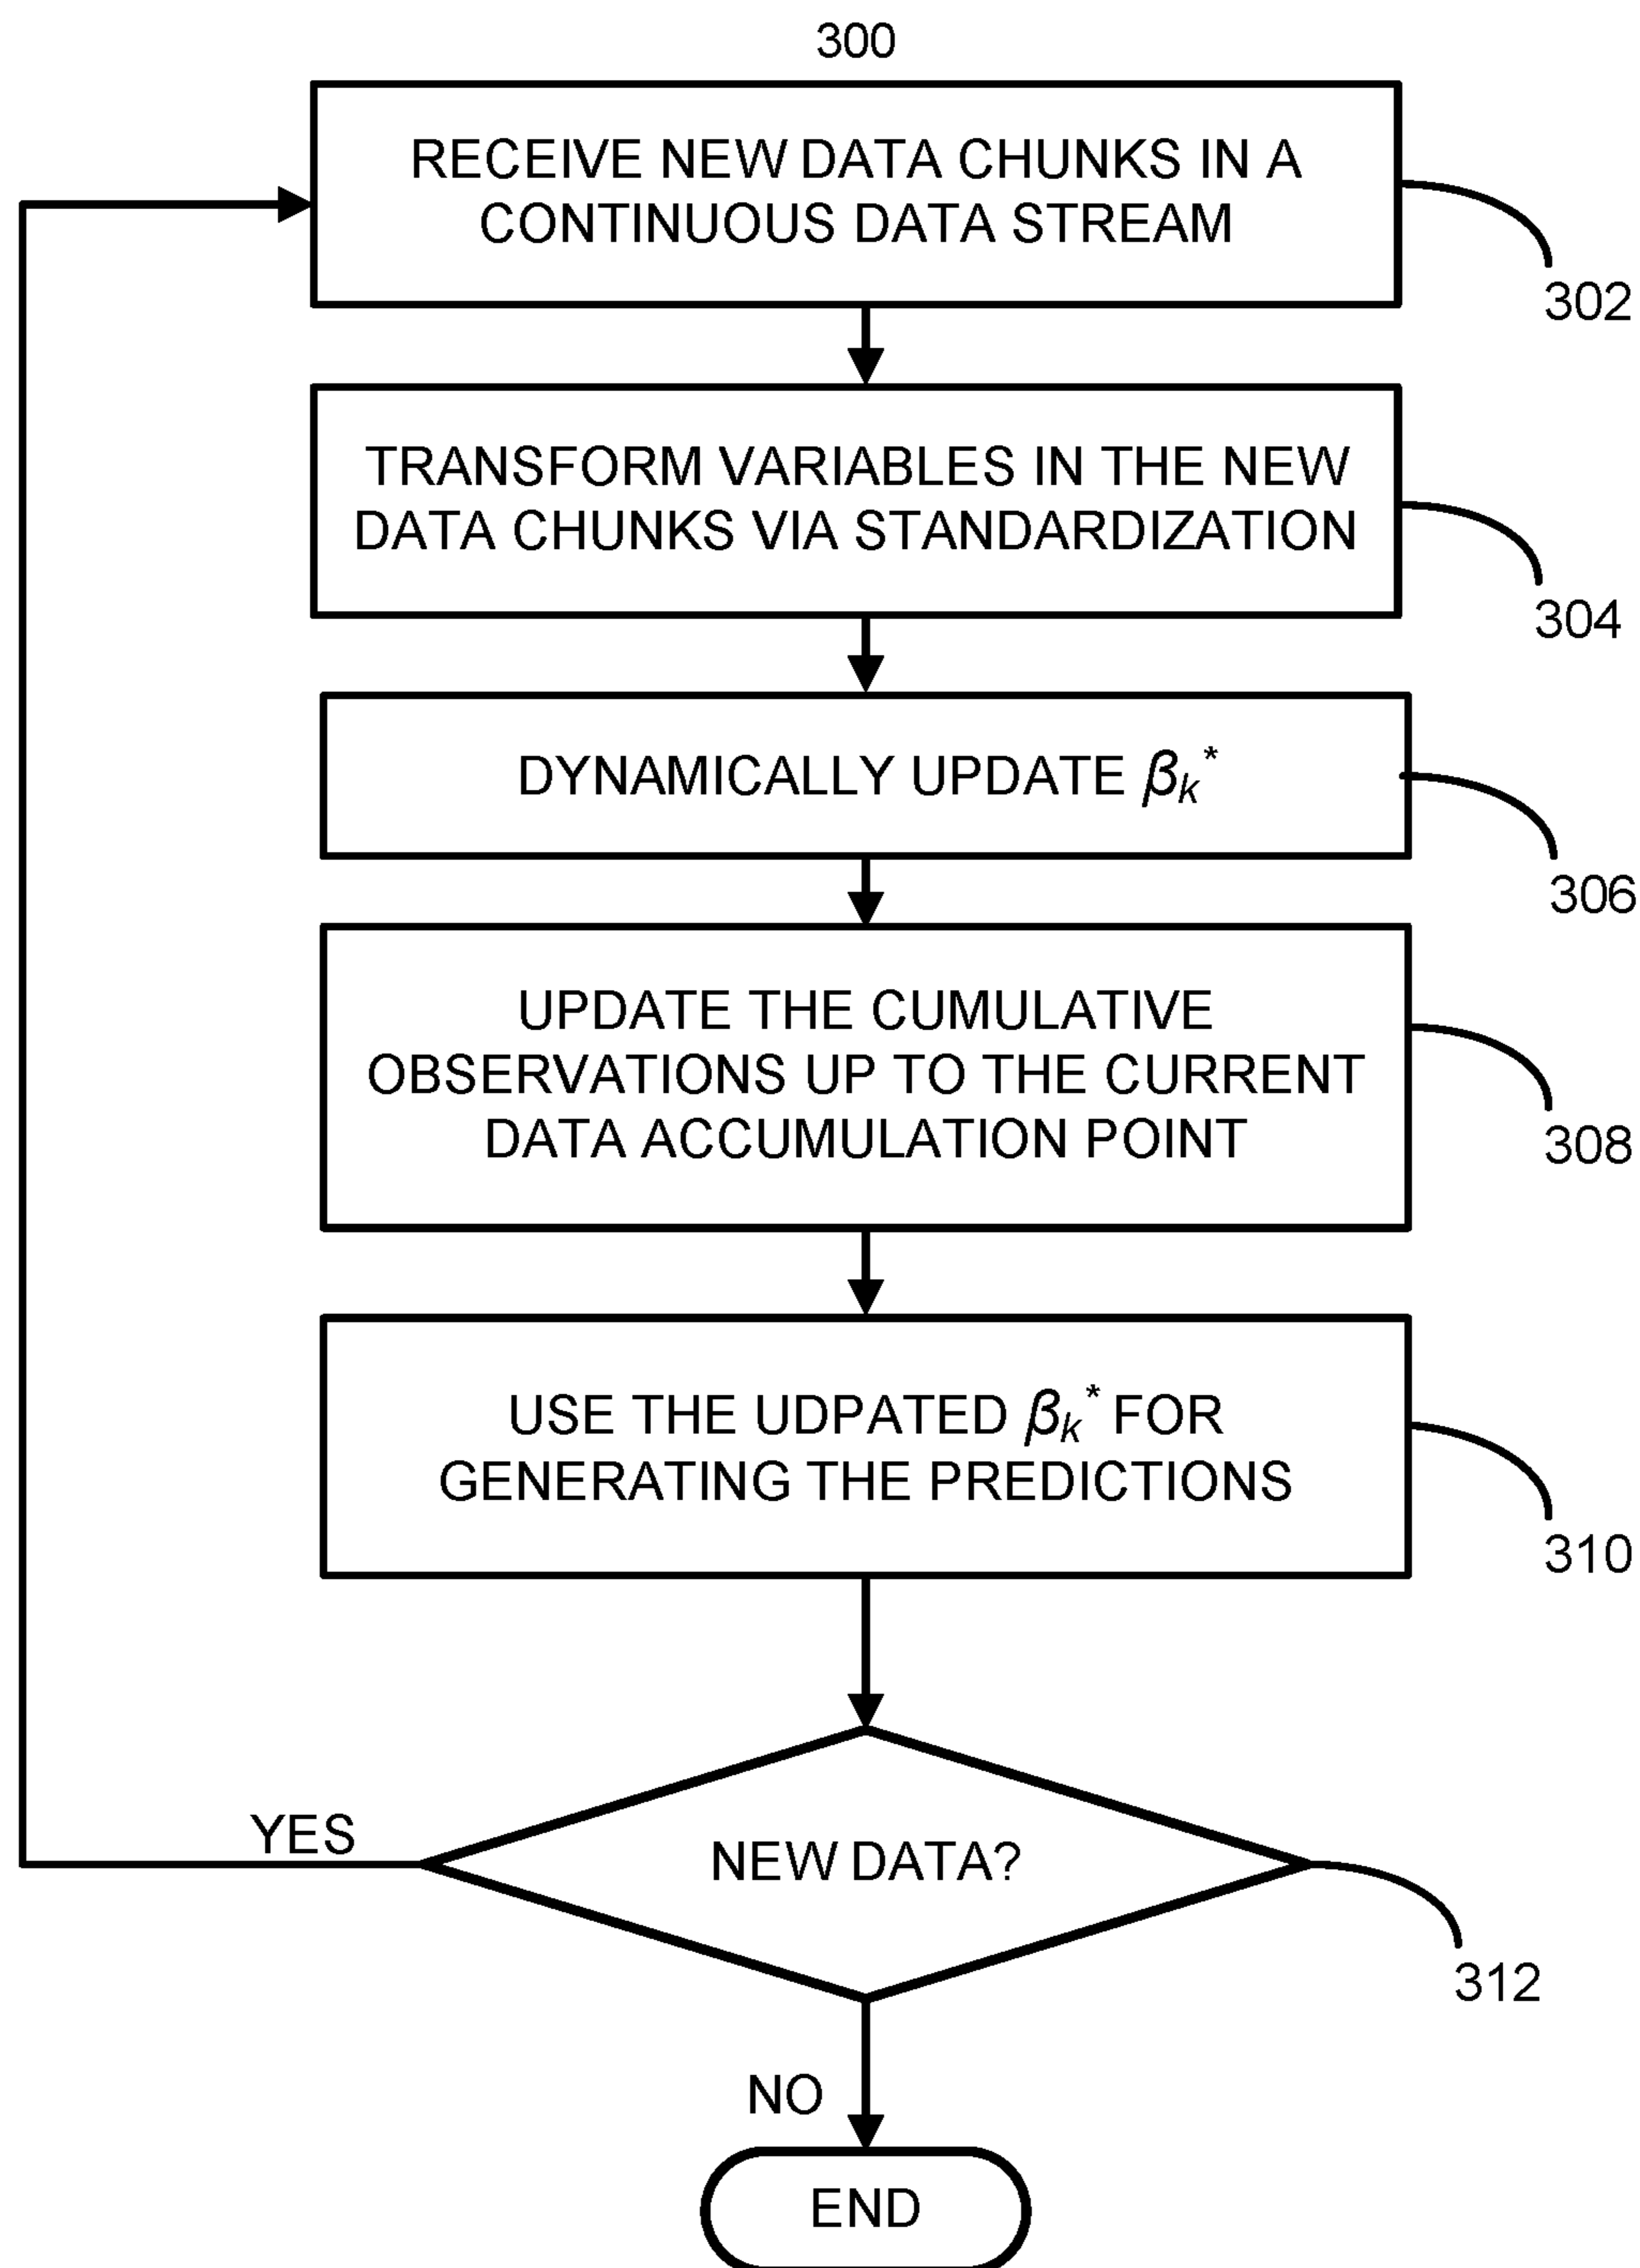 300
RECEIVE NEW DATA CHUNKS IN A
CONTINUOUS DATA STREAM
302
TRANSFORM VARIABLES IN THE NEW
DATA CHUNKS VIA STANDARDIZATION
304
DYNAMICALLY UPDATE βk*
306
UPDATE THE CUMULATIVE
OBSERVATIONS UP TO THE CURRENT
DATA ACCUMULATION POINT
308
USE THE UDPATED βk* FOR
GENERATING THE PREDICTIONS
310
YES
NEW DATA?
312
NO
END